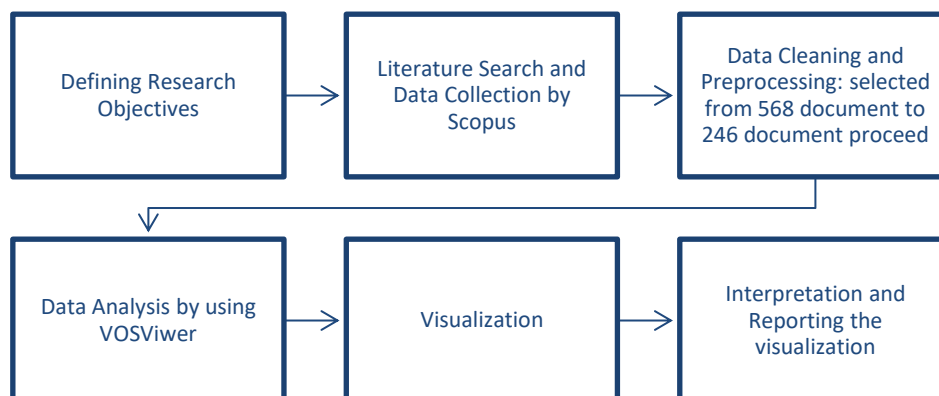 Defining Research
Objectives
Literature Search and
Data Collection by
Scopus
Data Cleaning and
Preprocessing: selected
from 568 document to
246 document proceed
Data Analysis by using
VOSViwer
Visualization
Interpretation and
Reporting the
visualization